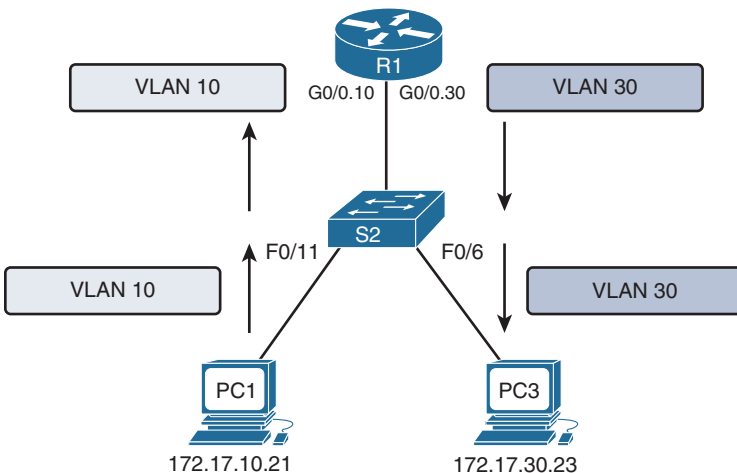 R1
VLAN 10
G0/0.10 G0/0.30
VLAN 30
S2
F0/11
F0/6
VLAN 10
VLAN 30
PC1
PC3
172.17.10.21
172.17.30.23